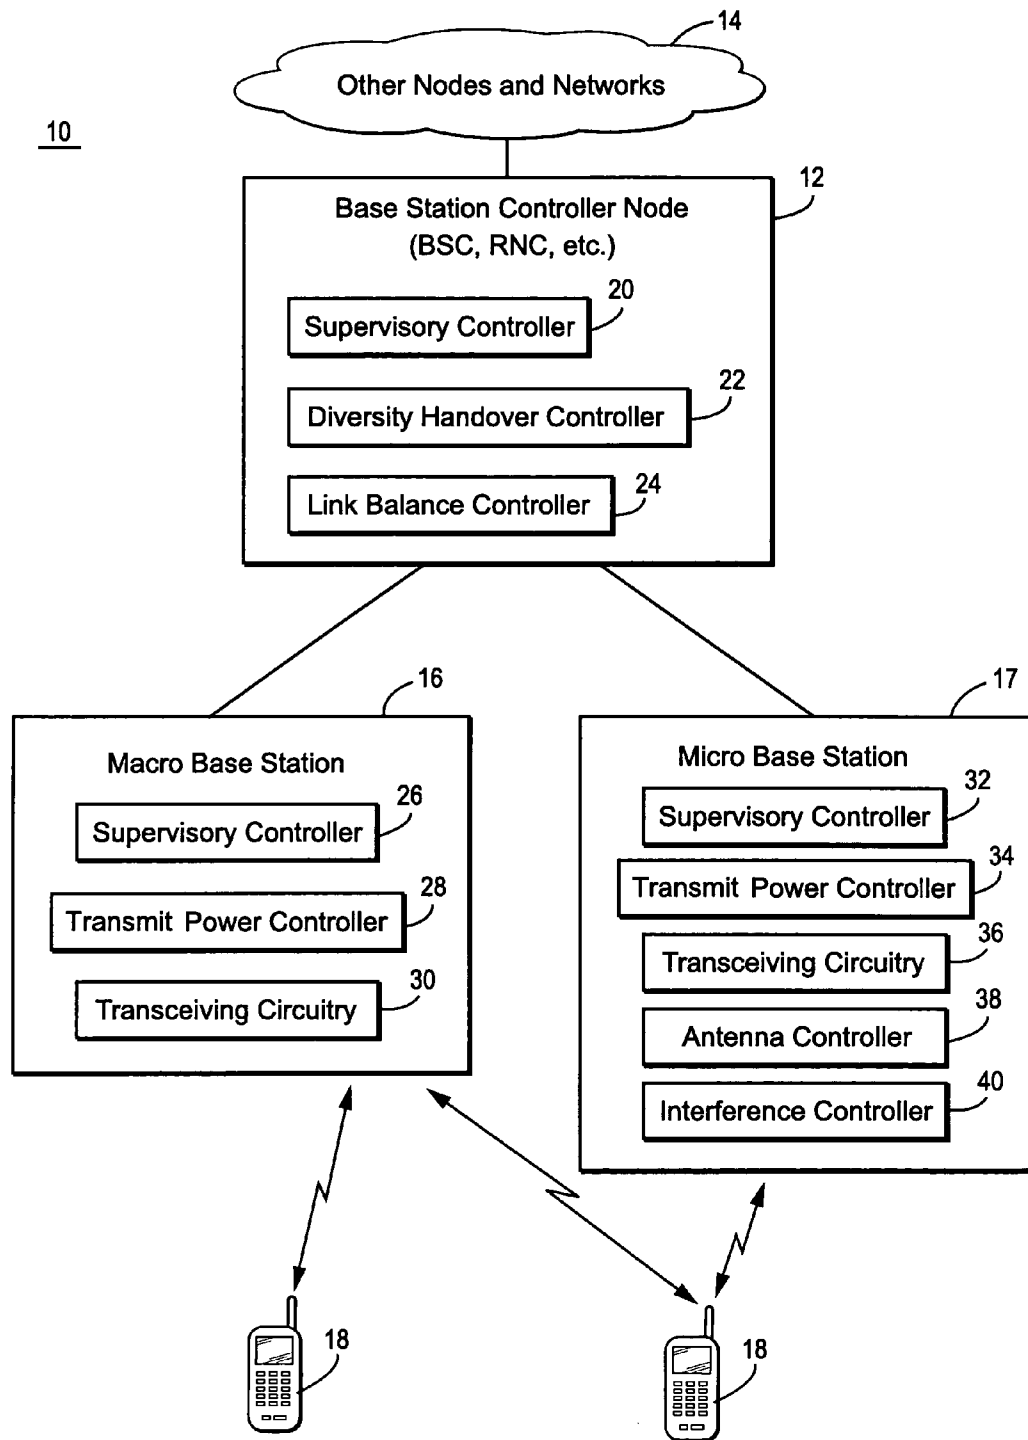 14
Other Nodes and Networks
10
12
Base Station Controller Node
(BSC, RNC, etc.)
20
Supervisory Controller
22
Diversity Handover Controller
24
Link Balance Controller
16
17
Macro Base Station
26
Supervisory Controller
28
Transmit Power Controller
30
Transceiving Circuitry
Micro Base Station
32
Supervisory Controller
34
Transmit Power Controller
36
Transceiving Circuitry
38
Antenna Controller
40
Interference Controller
18
18